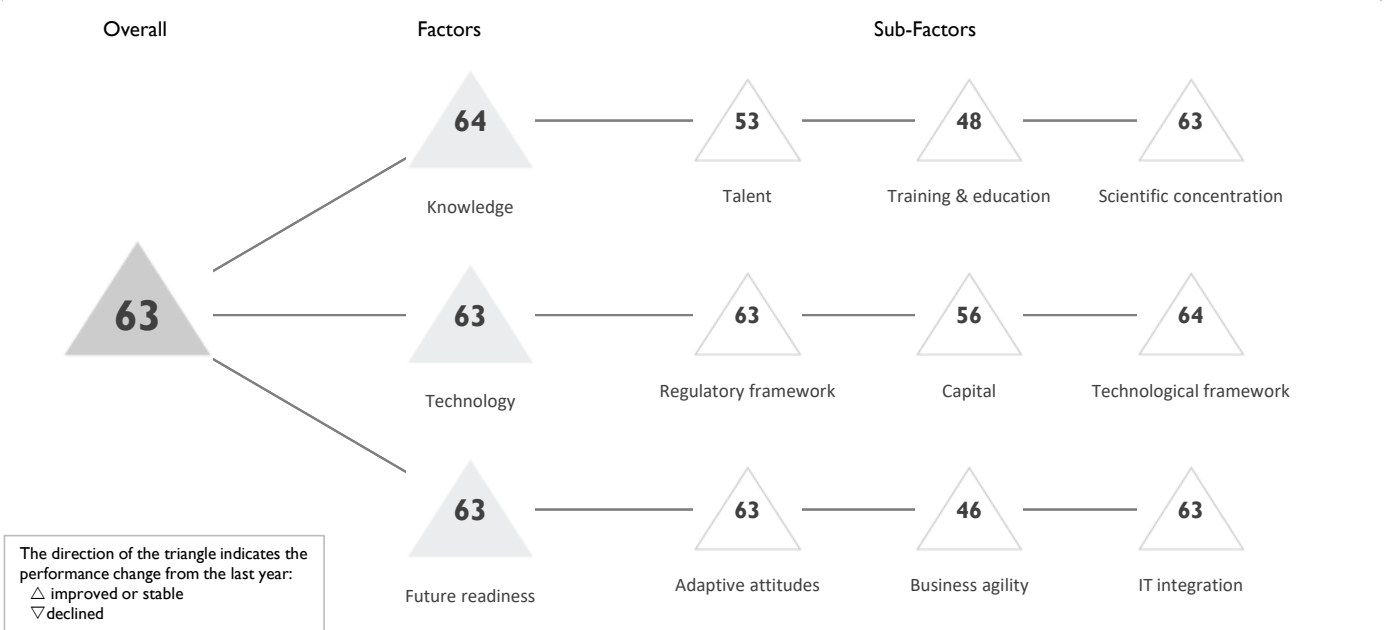 Overall
Factors
Sub-Factors
64
53
48
63
Knowledge
Talent
Training & education
Scientific concentration
63
63
63
56
64
Technology
Regulatory framework
Capital
Technological framework
63
63
46
63
Future readiness
Adaptive attitudes
Business agility
IT integration
The direction of the triangle indicates the
performance change from the last year:
△ improved or stable
▽ declined